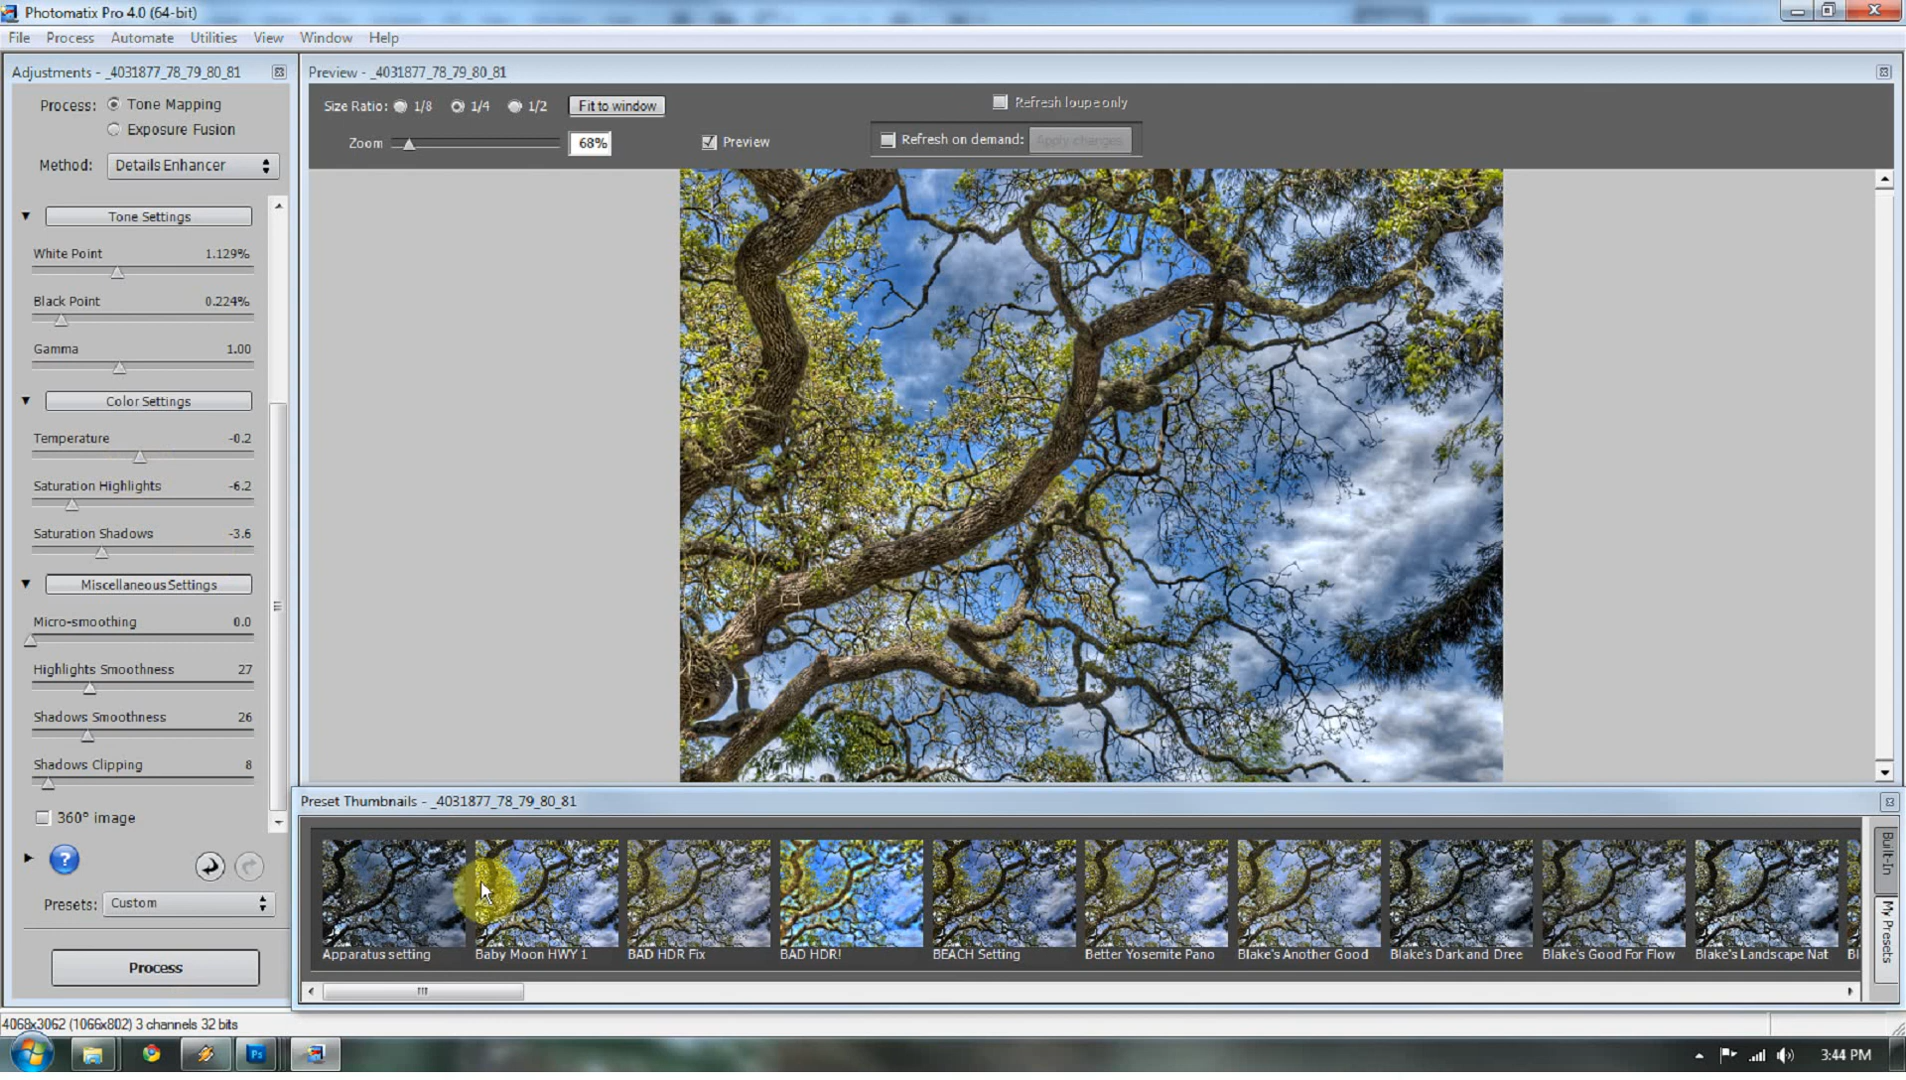 Photomatix Pro 4.0 (64-bit)
File Process Automate Utilities View Window Help
Adjustments - _4031877_78_79_80_81
Process: Tone Mapping
Exposure Fusion
Method: Details Enhancer
Tone Settings
White Point 1.129%
Black Point 0.224%
Gamma 1.00
Color Settings
Temperature -0.2
Saturation Highlights -6.2
Saturation Shadows -3.6
Miscellaneous Settings
Micro-smoothing 0.0
Highlights Smoothness 27
Shadows Smoothness 26
Shadows Clipping 8
360° image
?
Presets: Custom
Process
Preview - _4031877_78_79_80_81
Size Ratio: 1/8 1/4 1/2 Fit to window
Refresh loupe only
Zoom 68% Preview
Refresh on demand: Apply changes
Preset Thumbnails - _4031877_78_79_80_81
Apparatus setting
Baby Moon HWY 1
BAD HDR Fix
BAD HDR!
BEACH Setting
Better Yosemite Pano
Blake's Another Good
Blake's Dark and Dree
Blake's Good For Flow
Blake's Landscape Nat
Bl
Built-In
My Presets
4068x3062 (1066x802) 3 channels 32 bits
Ps
3:44 PM